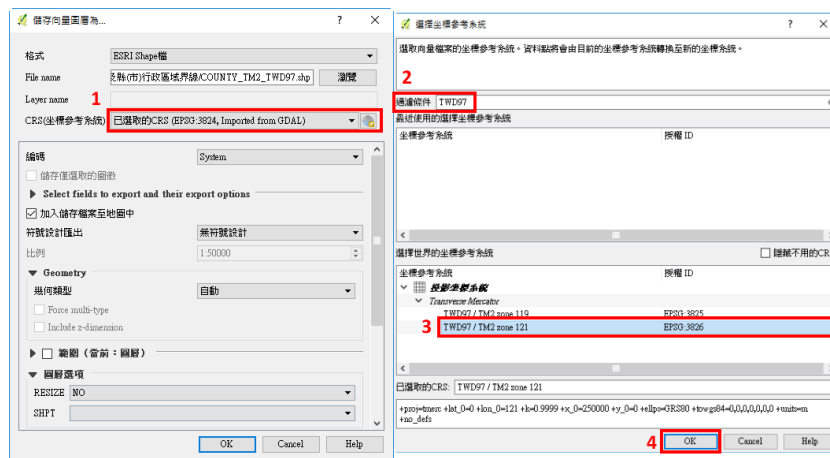 儲存向量圖層為...
?
格式
ESRI Shape檔
File name
及縣(市)行政區域界線/COUNTY_TM2_TWD97.shp
瀏覽
Layer name
1
CRS(坐標參考系統)
已選取的CRS (EPSG:3824, Imported from GDAL)
編碼
System
儲存僅選取的圖徵
Select fields to export and their export options
加入儲存檔案至地圖中
符號設計匯出
無符號設計
比例
1:50000
Geometry
幾何類型
自動
Force multi-type
Include z-dimension
範圍 (當前：圖層)
圖層選項
RESIZE
NO
SHPT
OK
Cancel
Help
選擇坐標參考系統
?
選取向量檔案的坐標參考系統。資料點將會由目前的坐標參考系統轉換至新的坐標系統。
2
過濾條件
TWD97
最近使用的選擇坐標參考系統
坐標參考系統
授權 ID
選擇世界的坐標參考系統
隱藏不用的CR
坐標參考系統
授權 ID
投影坐標系統
Transverse Mercator
TWD97 / TM2 zone 119
EPSG:3825
3
TWD97 / TM2 zone 121
EPSG:3826
已選取的CRS:
TWD97 / TM2 zone 121
+proj=tmerc +lat_0=0 +lon_0=121 +k=0.9999 +x_0=250000 +y_0=0 +ellps=GRS80 +towgs84=0,0,0,0,0,0,0 +units=m
+no_defs
4
OK
Cancel
Help